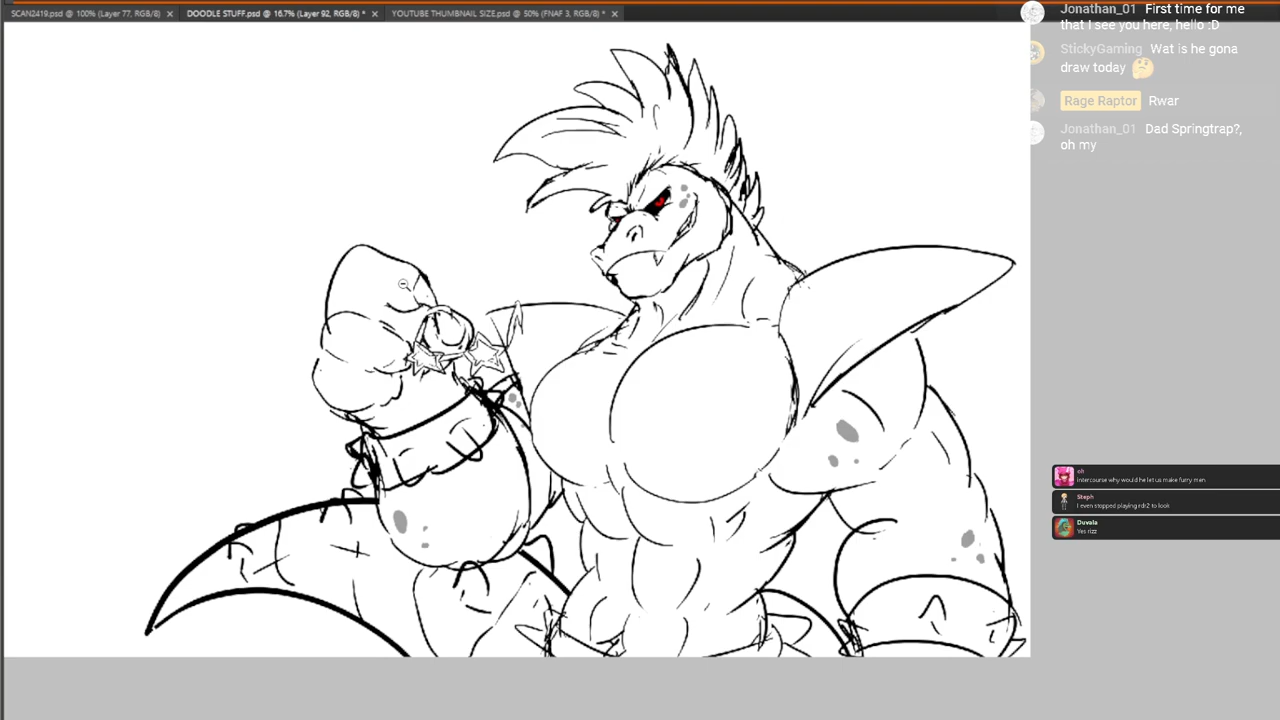 SCAN2419.psd @ 100% (Layer 77, RGB/8) × DOODLE STUFF.psd @ 16.7% (Layer 92, RGB/8) * × YOUTUBE THUMBNAIL SIZE.psd @ 50% (FNAF 3, RGB/8) * ×
Jonathan_01 First time for me
that I see you here, hello :D
StickyGaming Wat is he gona
draw today 🤔
Rage Raptor Rwar
Jonathan_01 Dad Springtrap?,
oh my
oh
intercourse why would he let us make furry men
Steph
I even stopped playing rdr2 to look
Duvala
Yes rizz